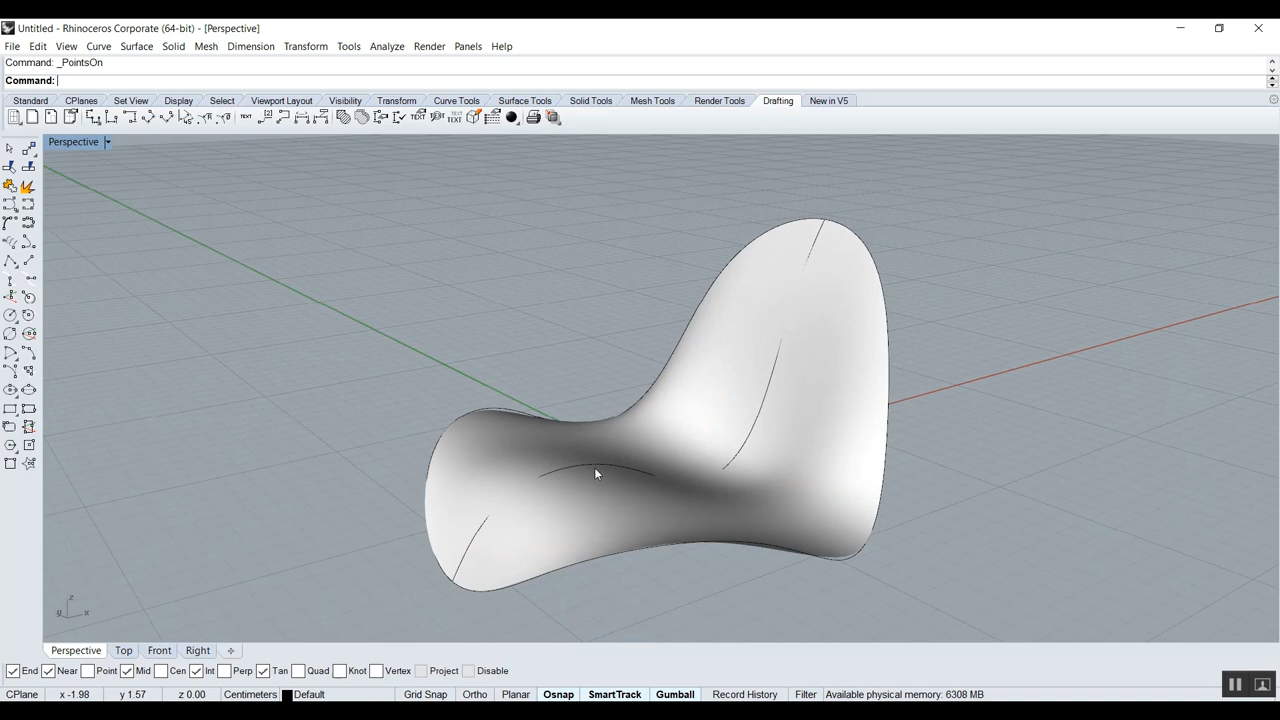 Untitled - Rhinoceros Corporate (64-bit) - [Perspective]
File Edit View Curve Surface Solid Mesh Dimension Transform Tools Analyze Render Panels Help
Command: _PointsOn
Command:
Standard CPlanes Set View Display Select Viewport Layout Visibility Transform Curve Tools Surface Tools Solid Tools Mesh Tools Render Tools Drafting New in V5
Perspective
z
y x
Perspective Top Front Right
End Near Point Mid Cen Int Perp Tan Quad Knot Vertex Project Disable
CPlane x -1.98 y 1.57 z 0.00 Centimeters Default Grid Snap Ortho Planar Osnap SmartTrack Gumball Record History Filter Available physical memory: 6308 MB